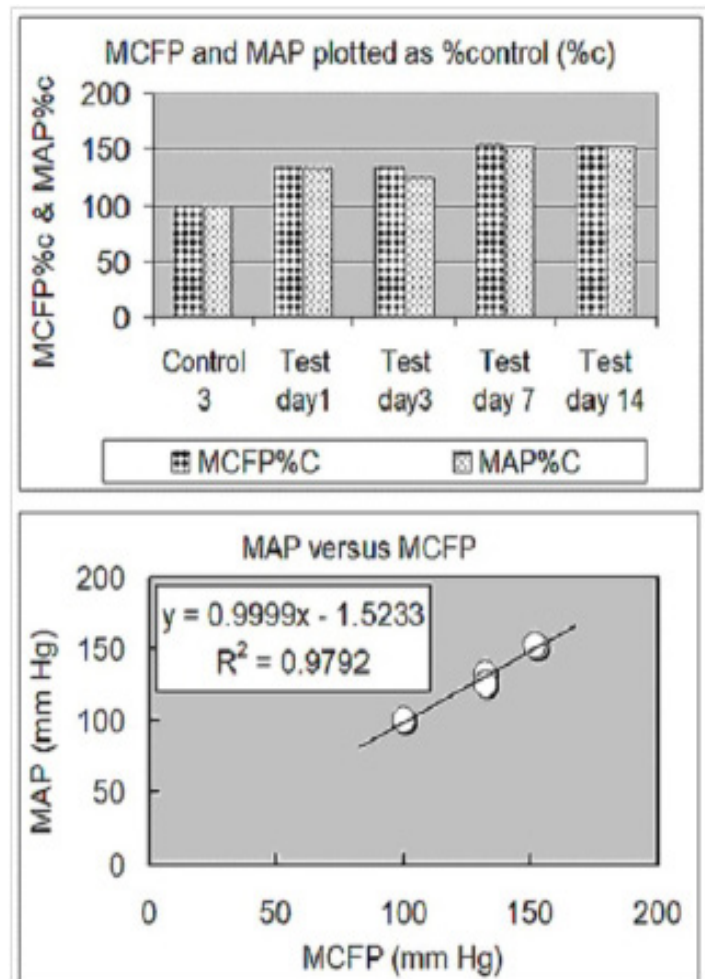 MCFP and MAP plotted as %control (%c)
MCFP%c & MAP%c
200
150
100
50
0
Control 3
Test day1
Test day3
Test day 7
Test day 14
MCFP%C
MAP%C
MAP versus MCFP
MAP (mm Hg)
200
150
100
50
0
y = 0.9999x - 1.5233
R² = 0.9792
0 50 100 150 200
MCFP (mm Hg)